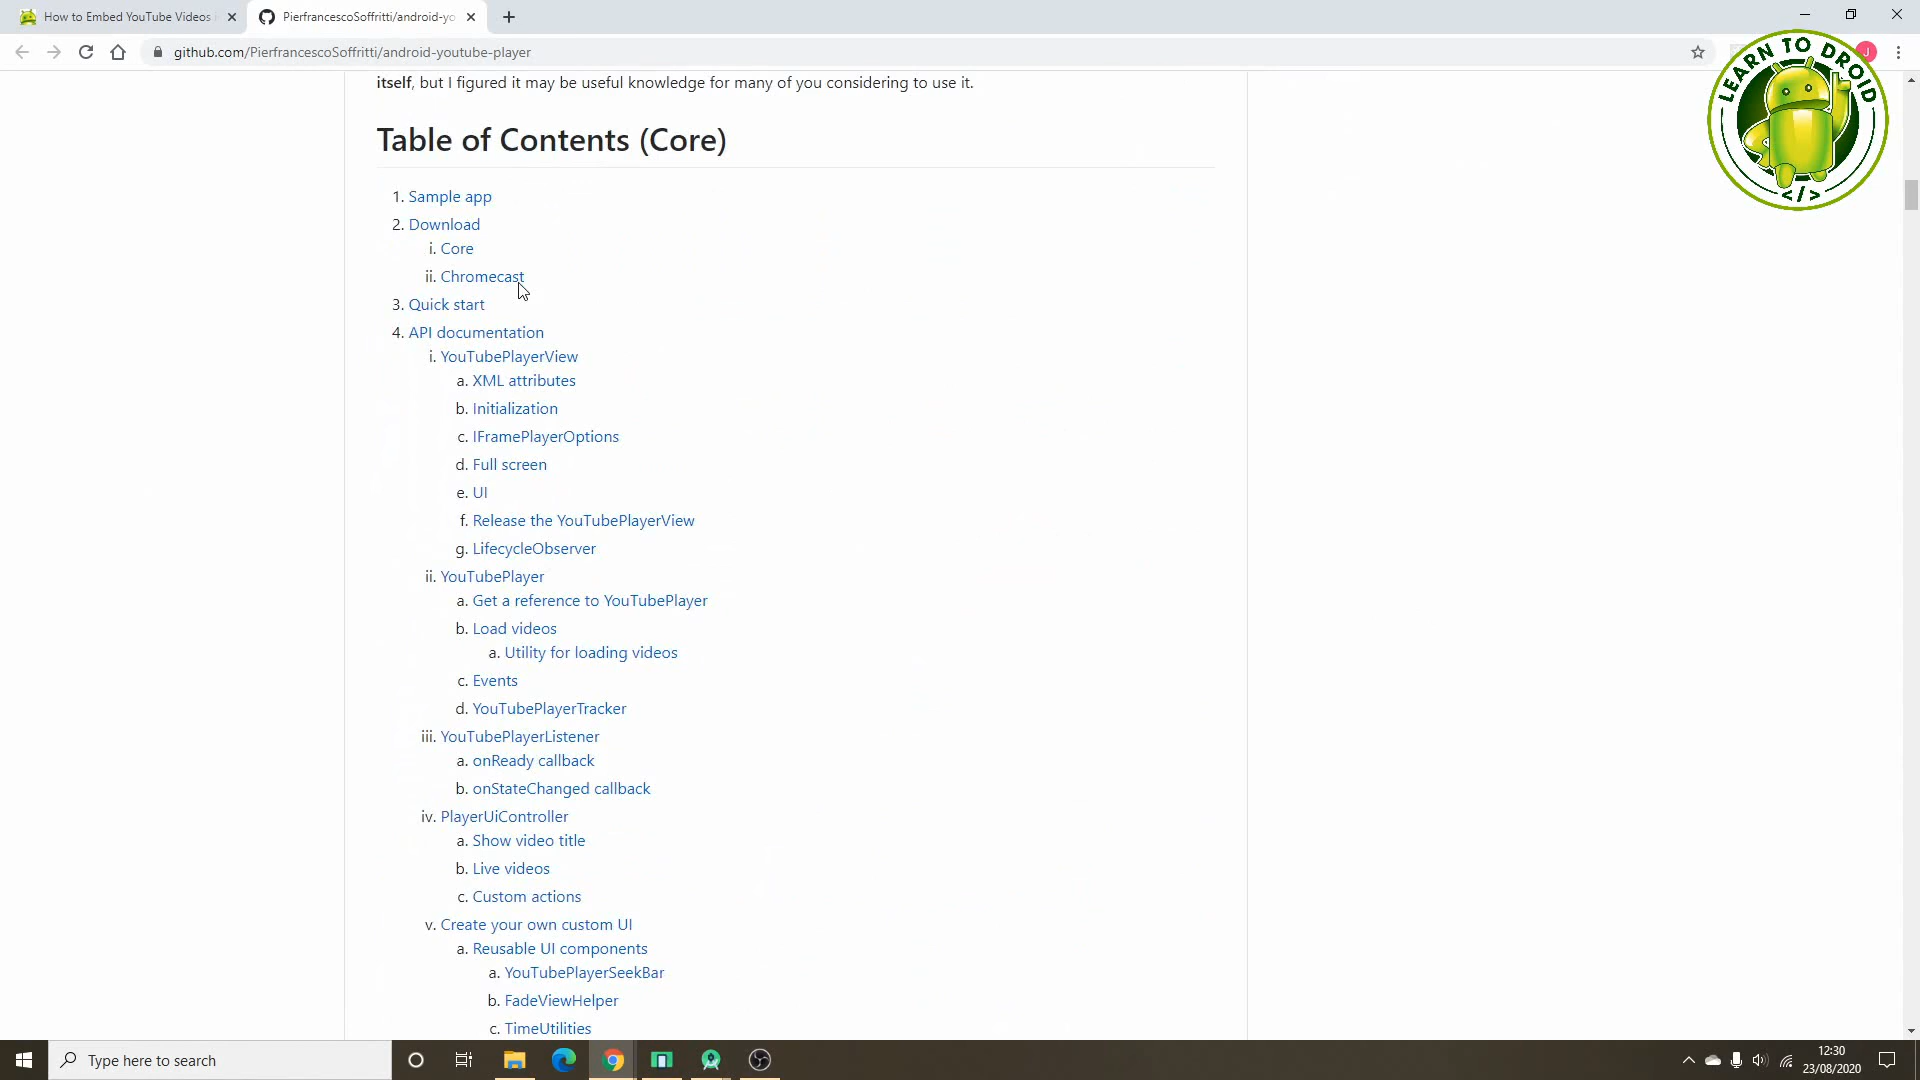 How to Embed YouTube Videos i
PierfrancescoSoffritti/android-yo
github.com/PierfrancescoSoffritti/android-youtube-player
J
LEARN TO DROID
</>
itself, but I figured it may be useful knowledge for many of you considering to use it.
Table of Contents (Core)
1. Sample app
2. Download
i. Core
ii. Chromecast
3. Quick start
4. API documentation
i. YouTubePlayerView
a. XML attributes
b. Initialization
c. IFramePlayerOptions
d. Full screen
e. UI
f. Release the YouTubePlayerView
g. LifecycleObserver
ii. YouTubePlayer
a. Get a reference to YouTubePlayer
b. Load videos
a. Utility for loading videos
c. Events
d. YouTubePlayerTracker
iii. YouTubePlayerListener
a. onReady callback
b. onStateChanged callback
iv. PlayerUiController
a. Show video title
b. Live videos
c. Custom actions
v. Create your own custom UI
a. Reusable UI components
a. YouTubePlayerSeekBar
b. FadeViewHelper
c. TimeUtilities
Type here to search
12:30
23/08/2020